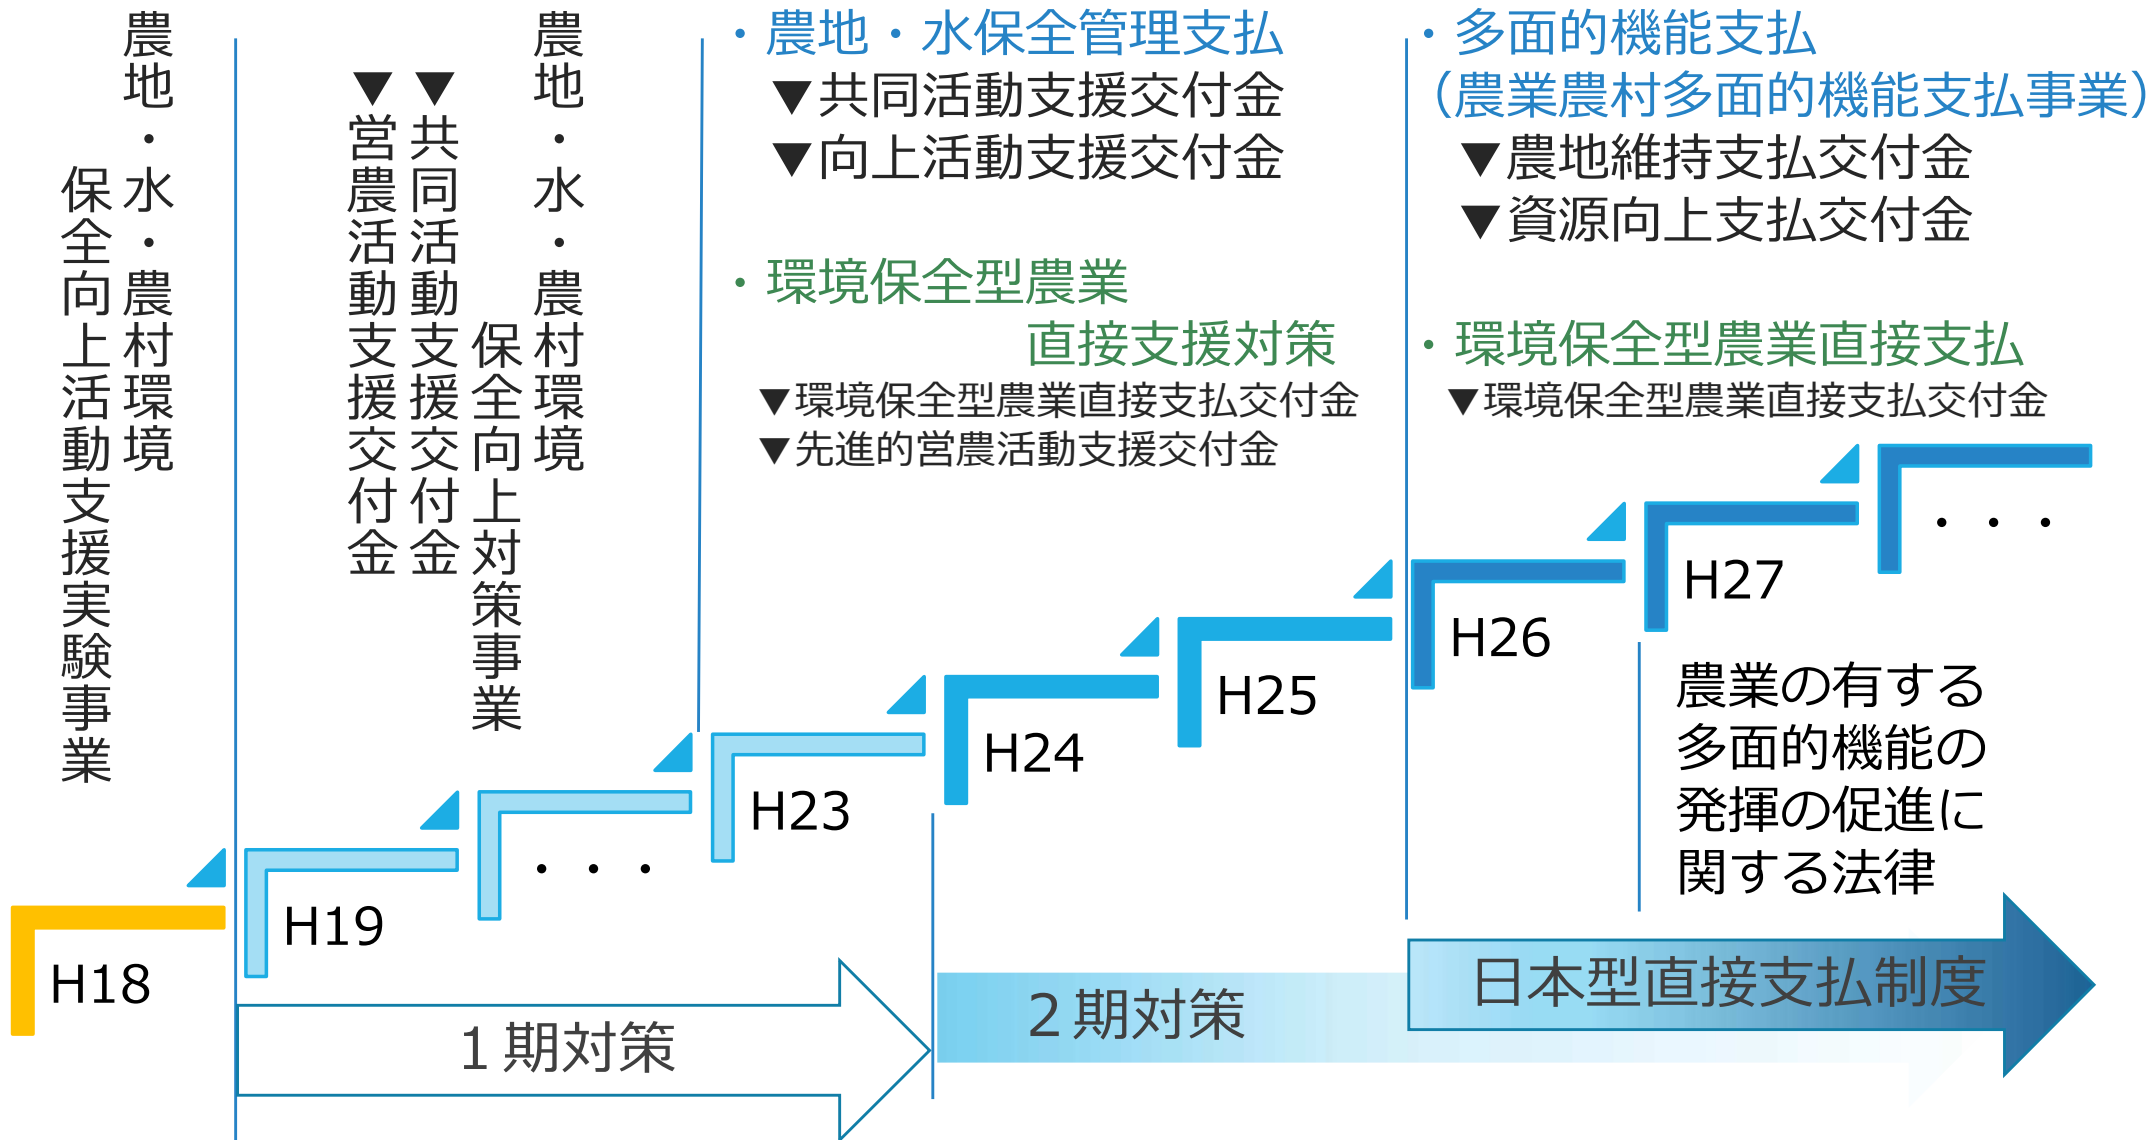 農地・水・農村環境
保全向上活動支援実験事業
農地・水・農村環境
保全向上対策事業
▼共同活動支援交付金
▼営農活動支援交付金
・農地・水保全管理支払
▼共同活動支援交付金
▼向上活動支援交付金
・環境保全型農業
直接支援対策
▼環境保全型農業直接支払交付金
▼先進的営農活動支援交付金
・多面的機能支払
（農業農村多面的機能支払事業）
▼農地維持支払交付金
▼資源向上支払交付金
・環境保全型農業直接支払
▼環境保全型農業直接支払交付金
H18
H19
・・・
H23
H24
H25
H26
H27
・・・
農業の有する
多面的機能の
発揮の促進に
関する法律
１期対策
２期対策
日本型直接支払制度